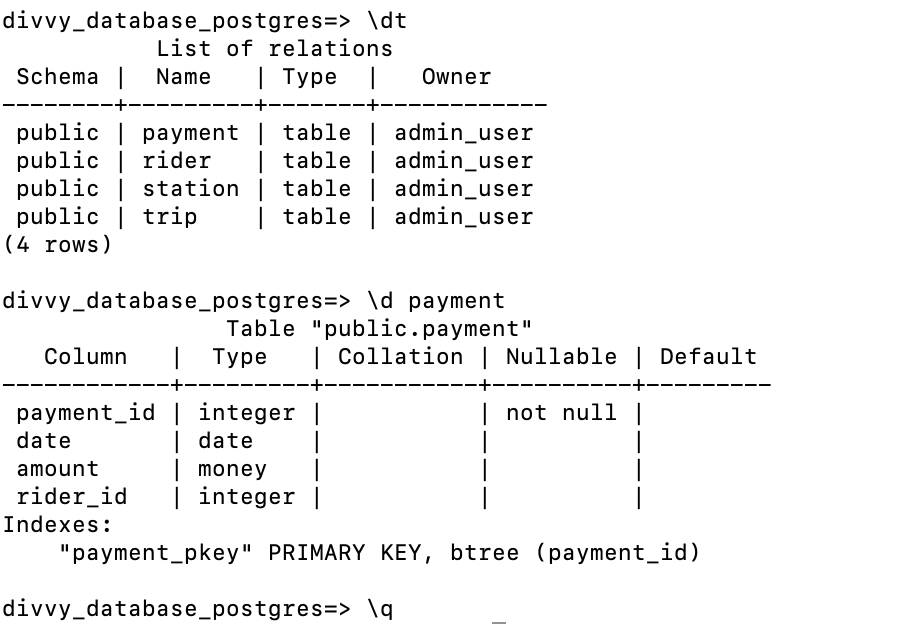 divvy_database_postgres=> \dt
           List of relations
 Schema |  Name   | Type  |   Owner
--------+---------+-------+------------
 public | payment | table | admin_user
 public | rider   | table | admin_user
 public | station | table | admin_user
 public | trip    | table | admin_user
(4 rows)

divvy_database_postgres=> \d payment
                Table "public.payment"
   Column   |  Type   | Collation | Nullable | Default
------------+---------+-----------+----------+---------
 payment_id | integer |           | not null |
 date       | date    |           |          |
 amount     | money   |           |          |
 rider_id   | integer |           |          |
Indexes:
    "payment_pkey" PRIMARY KEY, btree (payment_id)

divvy_database_postgres=> \q